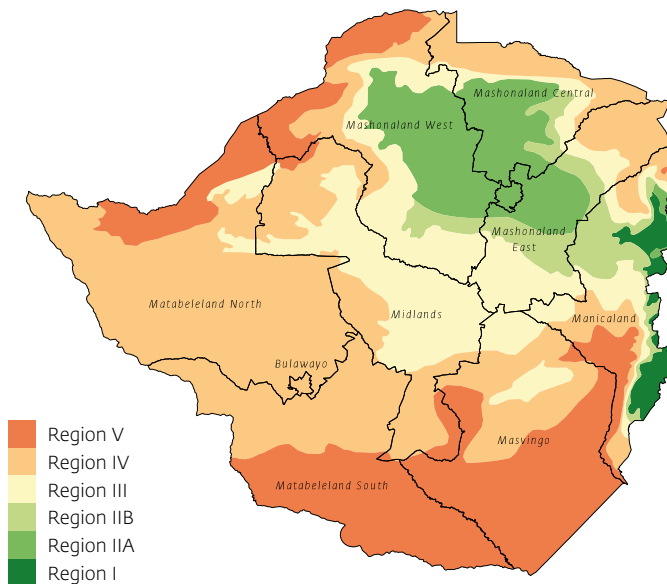 Mashonaland Central
Mashonaland West
Mashonaland
East
Matabeleland North
Midlands
Manicaland
Bulawayo
Masvingo
Matabeleland South
Region V
Region IV
Region III
Region IIB
Region IIA
Region I